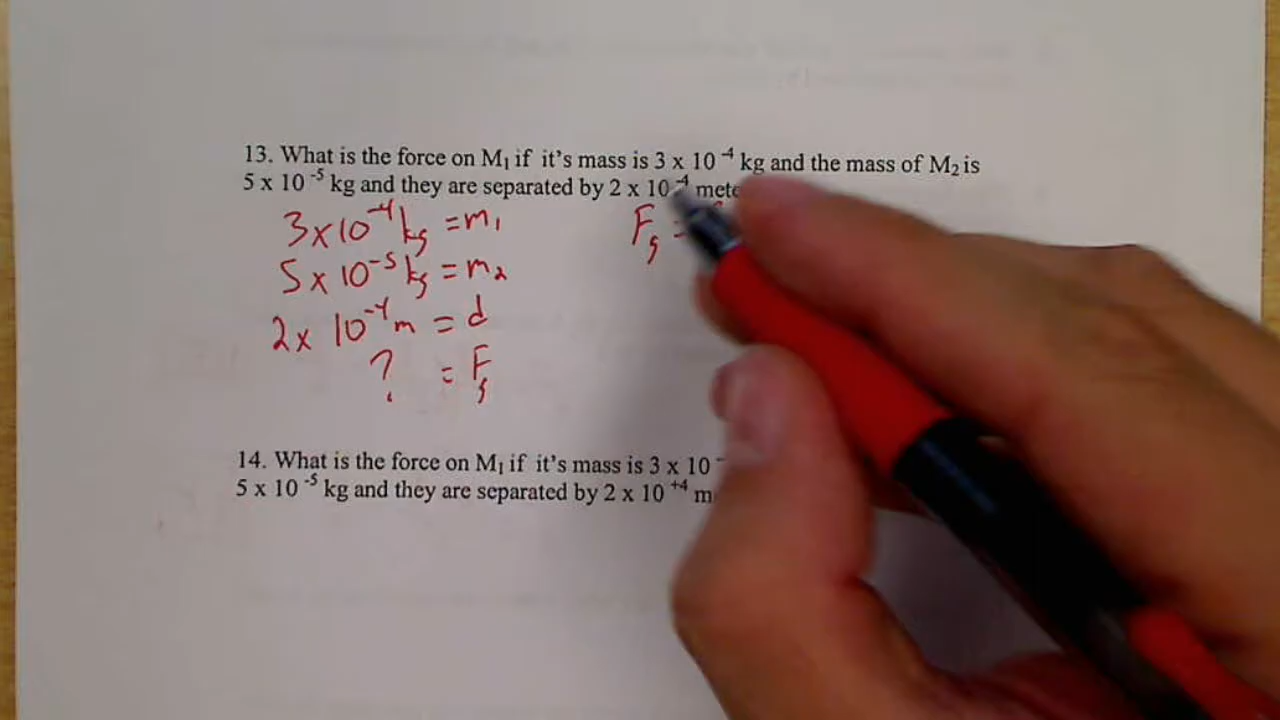 13. What is the force on M₁ if it's mass is 3 x 10 ⁻⁴ kg and the mass of M₂ is
5 x 10 ⁻⁵ kg and they are separated by 2 x 10 ⁻⁴
3x10⁻⁴ kg = m₁
5 x 10⁻⁵ kg = m₂
2x 10⁻⁴ m = d
? = Fg
Fg =
14. What is the force on M₁ if it's mass is 3 x 10
5 x 10 ⁻⁵ kg and they are separated by 2 x 10 ⁺⁴ m